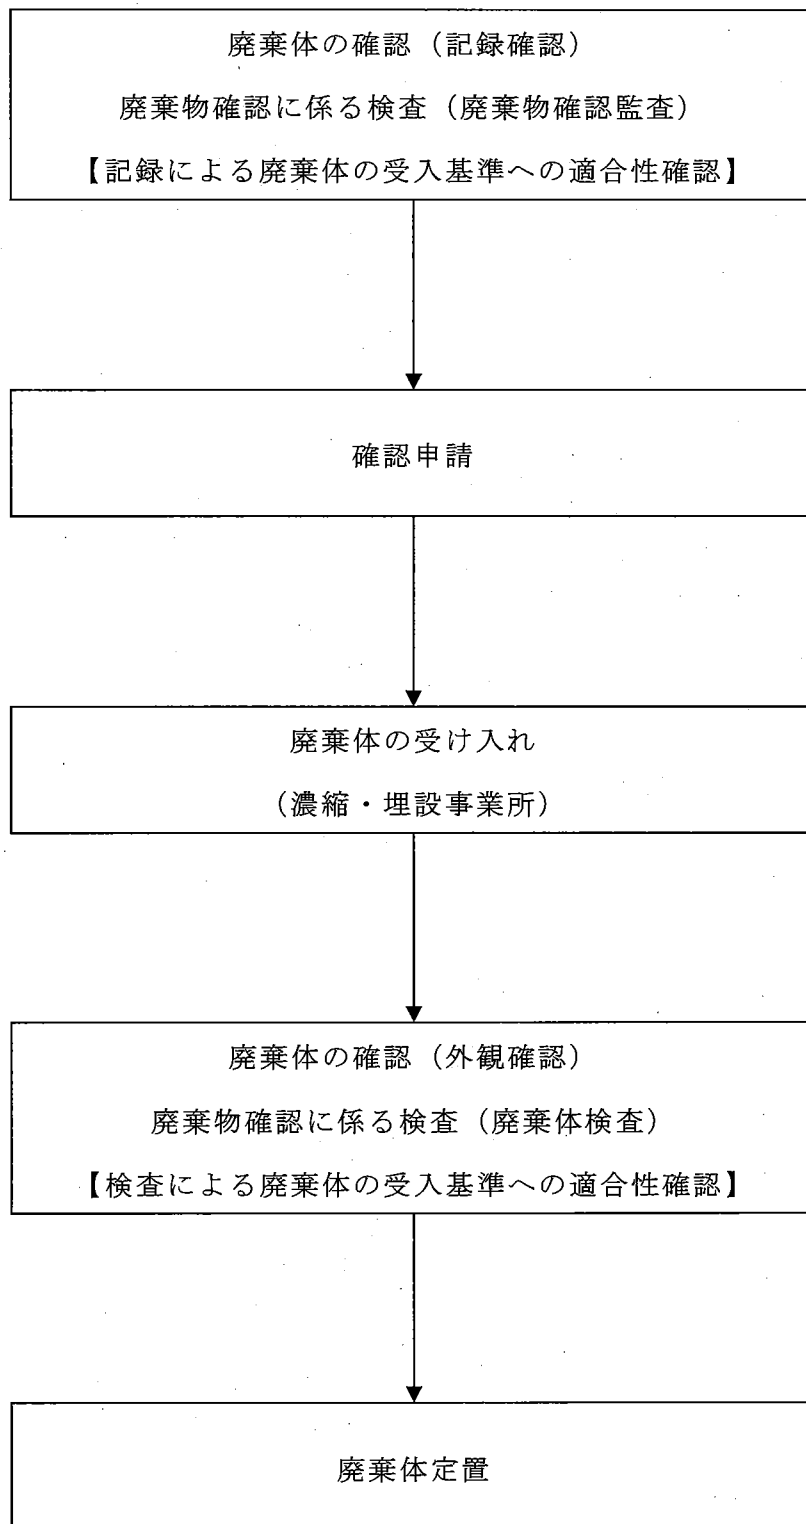 廃棄体の確認（記録確認）
廃棄物確認に係る検査（廃棄物確認監査）
【記録による廃棄体の受入基準への適合性確認】
確認申請
廃棄体の受け入れ
（濃縮・埋設事業所）
廃棄体の確認（外観確認）
廃棄物確認に係る検査（廃棄体検査）
【検査による廃棄体の受入基準への適合性確認】
廃棄体定置